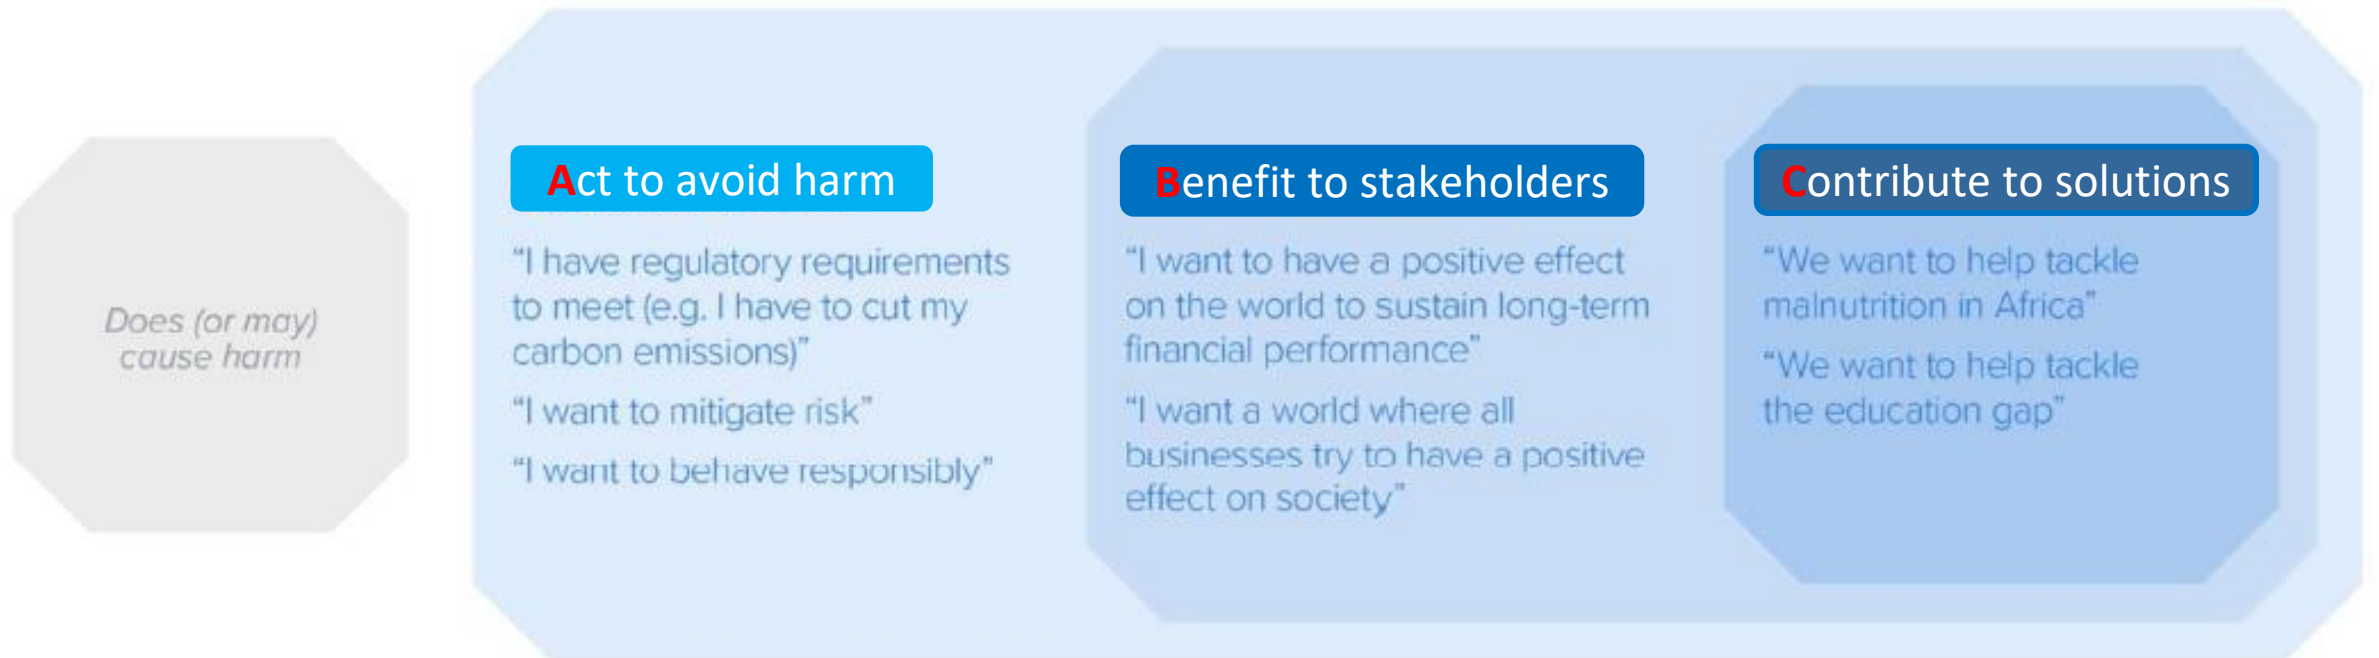 Does (or may)
cause harm
Act to avoid harm
“I have regulatory requirements
to meet (e.g. I have to cut my
carbon emissions)”
“I want to mitigate risk”
“I want to behave responsibly”
Benefit to stakeholders
“I want to have a positive effect
on the world to sustain long-term
financial performance”
“I want a world where all
businesses try to have a positive
effect on society”
Contribute to solutions
“We want to help tackle
malnutrition in Africa”
“We want to help tackle
the education gap”